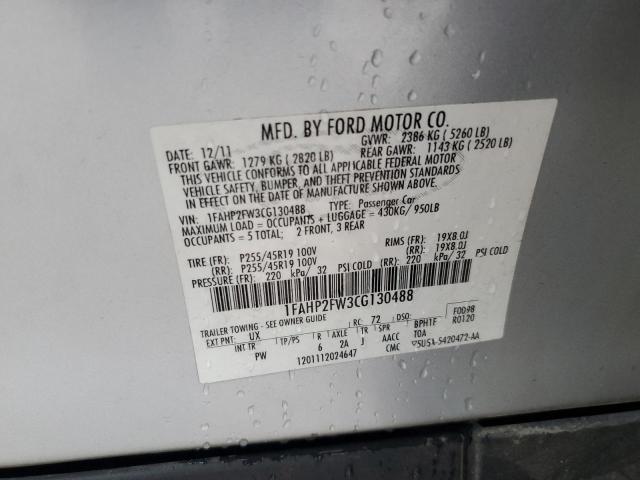 MFD. BY FORD MOTOR CO.
DATE: 12/11 GVWR: 2386 KG ( 5260 LB)
FRONT GAWR: 1279 KG ( 2820 LB) REAR GAWR: 1143 KG ( 2520 LB)
THIS VEHICLE CONFORMS TO ALL APPLICABLE FEDERAL MOTOR
VEHICLE SAFETY, BUMPER, AND THEFT PREVENTION STANDARDS
IN EFFECT ON THE DATE OF MANUFACTURE SHOWN ABOVE.
VIN: 1FAHP2FW3CG130488 TYPE: Passenger Car
MAXIMUM LOAD = OCCUPANTS + LUGGAGE = 430KG/ 950LB
OCCUPANTS = 5 TOTAL; 2 FRONT, 3 REAR
TIRE (FR): P255/45R19 100V RIMS (FR): 19X8.0J
(RR): P255/45R19 100V (RR): 19X8.0J
PRESSURE (FR): 220 kPa/ 32 PSI COLD (RR): 220 kPa/ 32 PSI COLD
1FAHP2FW3CG130488
TRAILER TOWING - SEE OWNER GUIDE
RC: 72 DSO: F0D98
EXT PNT: UX R0120
INT TR TP/PS R AXLE TR SPR BPH1F
PW 6 2A J AACC TOA
1201112024647 CMC 5U5A-5420472-AA